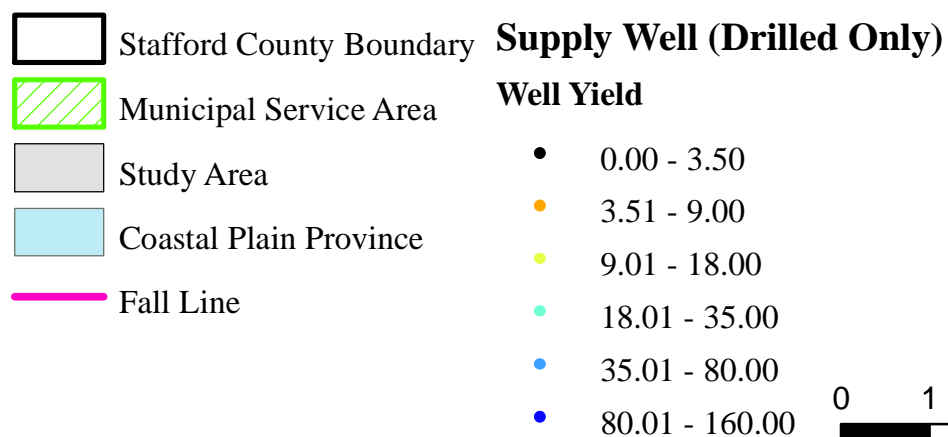 Stafford County Boundary
Municipal Service Area
Study Area
Coastal Plain Province
Fall Line
Supply Well (Drilled Only)
Well Yield
0.00 - 3.50
3.51 - 9.00
9.01 - 18.00
18.01 - 35.00
35.01 - 80.00
80.01 - 160.00
0 1